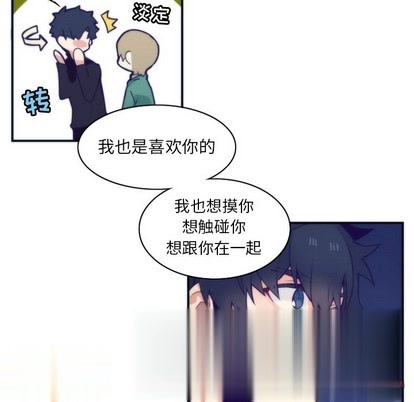 淡定
转
我也是喜欢你的
我也想摸你
想触碰你
想跟你在一起